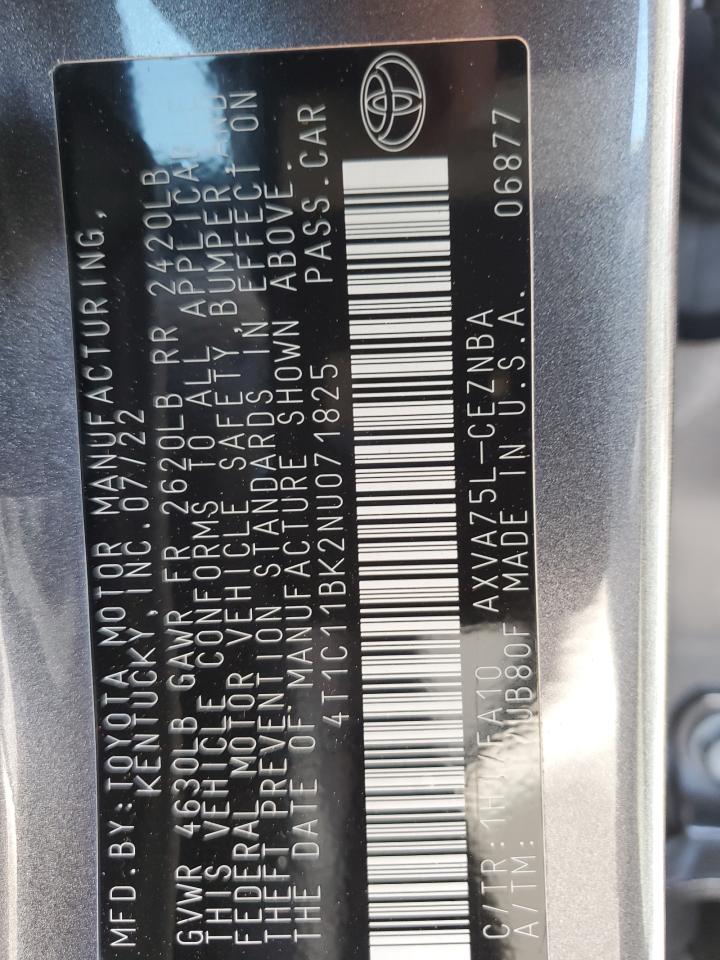 MFD.BY:TOYOTA MOTOR MANUFACTURING,
KENTUCKY, INC.07/22
GVWR 4630LB GAWR FR 2620LB RR 2420LB
THIS VEHICLE CONFORMS TO ALL
FEDERAL MOTOR VEHICLE SAFETY, BUMPER, AND
THEFT PREVENTION STANDARDS IN EFFECT ON
THE DATE OF MANUFACTURE SHOWN ABOVE.
4T1C11BK2NU071825 PASS.CAR
C/TR: AXVA75L-CEZNBA
A/TM: UB80F MADE IN U.S.A. 06877